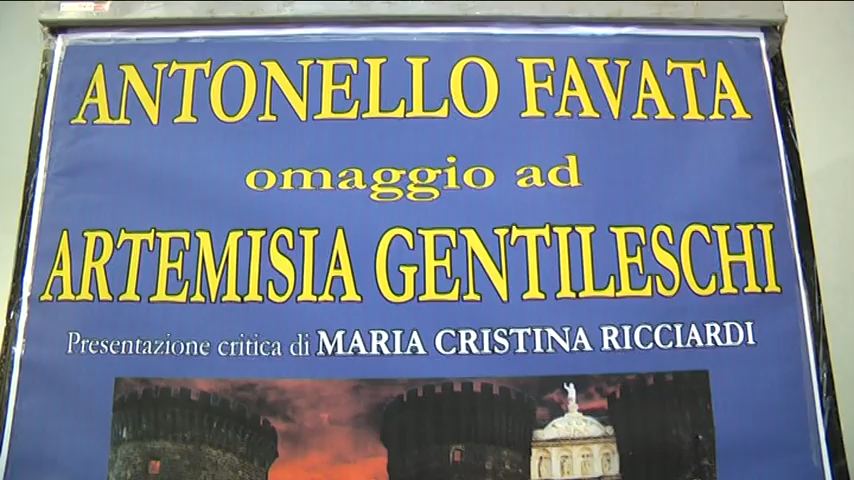 ANTONELLO FAVATA
omaggio ad
ARTEMISIA GENTILESCHI
Presentazione critica di MARIA CRISTINA RICCIARDI